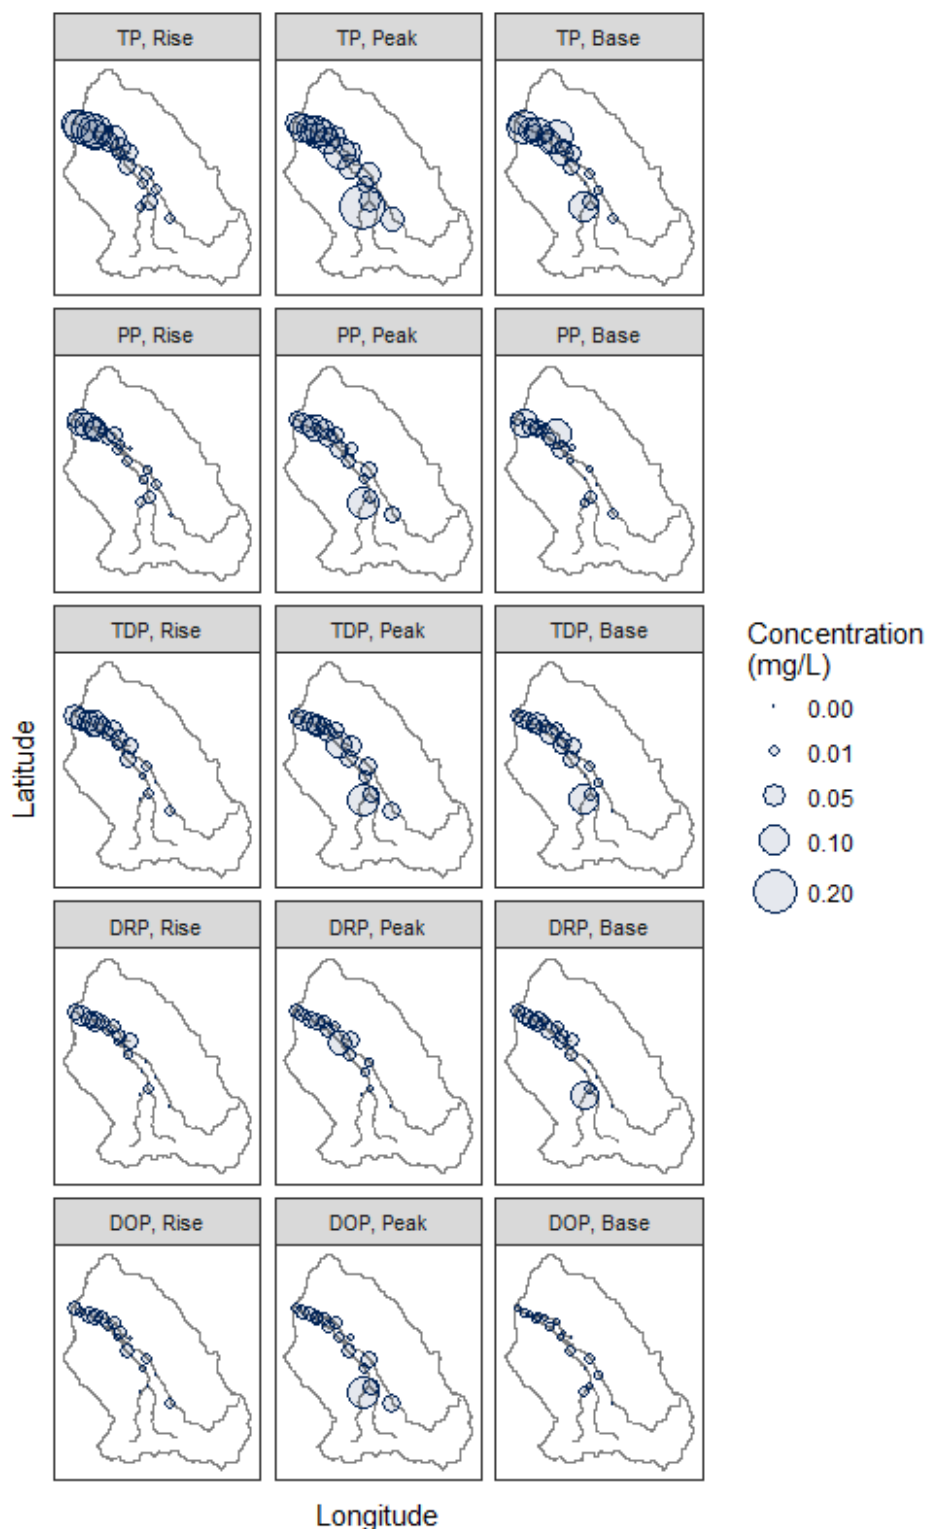 TP, Rise
TP, Peak
TP, Base
PP, Rise
PP, Peak
PP, Base
TDP, Rise
TDP, Peak
TDP, Base
DRP, Rise
DRP, Peak
DRP, Base
DOP, Rise
DOP, Peak
DOP, Base
Latitude
Longitude
Concentration
(mg/L)
0.00
0.01
0.05
0.10
0.20